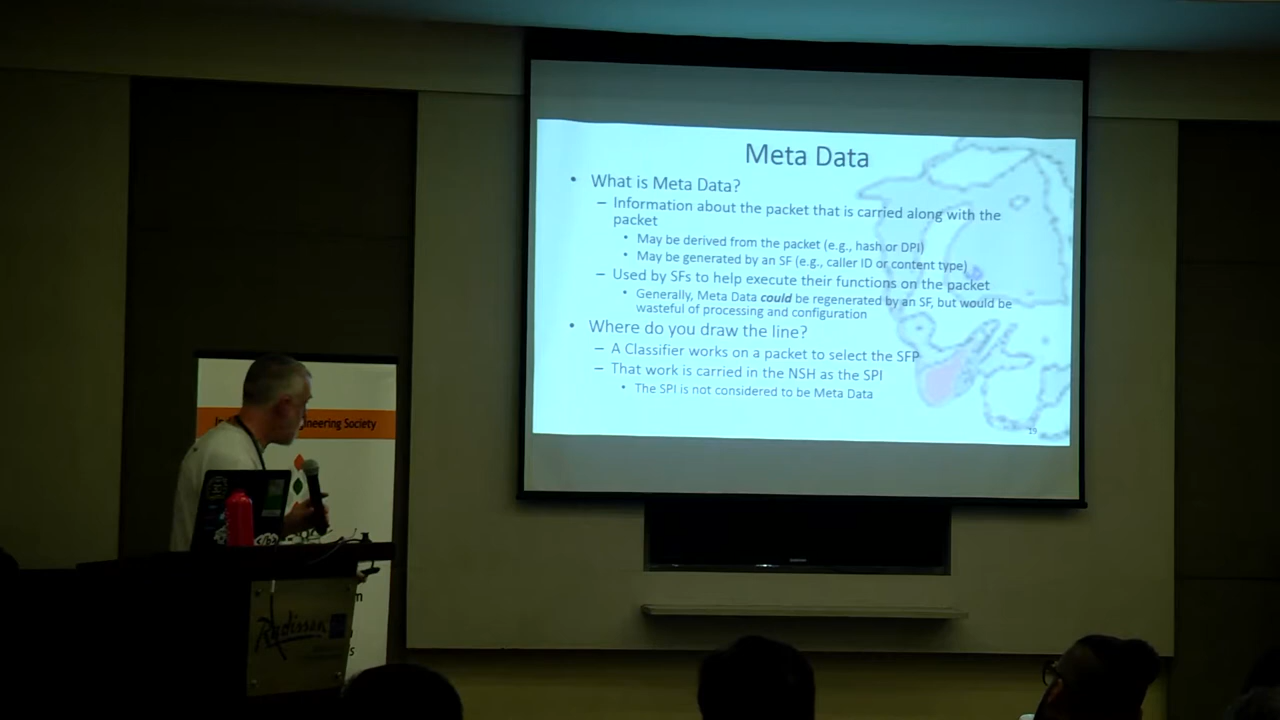 Meta Data
• What is Meta Data?
– Information about the packet that is carried along with the
packet
• May be derived from the packet (e.g., hash or DPI)
• May be generated by an SF (e.g., caller ID or content type)
– Used by SFs to help execute their functions on the packet
• Generally, Meta Data could be regenerated by an SF, but would be
wasteful of processing and configuration
• Where do you draw the line?
– A Classifier works on a packet to select the SFP
– That work is carried in the NSH as the SPI
• The SPI is not considered to be Meta Data
19
Society
Radisson